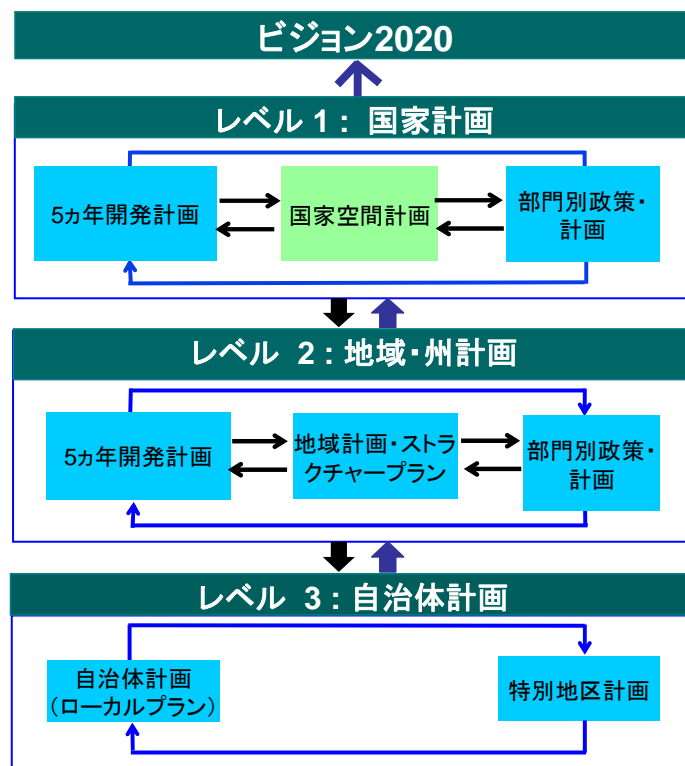 ビジョン2020
レベル 1 : 国家計画
5ヵ年開発計画
国家空間計画
部門別政策・
計画
レベル 2 : 地域・州計画
5ヵ年開発計画
地域計画・ストラ
クチャープラン
部門別政策・
計画
レベル 3 : 自治体計画
自治体計画
(ローカルプラン)
特別地区計画